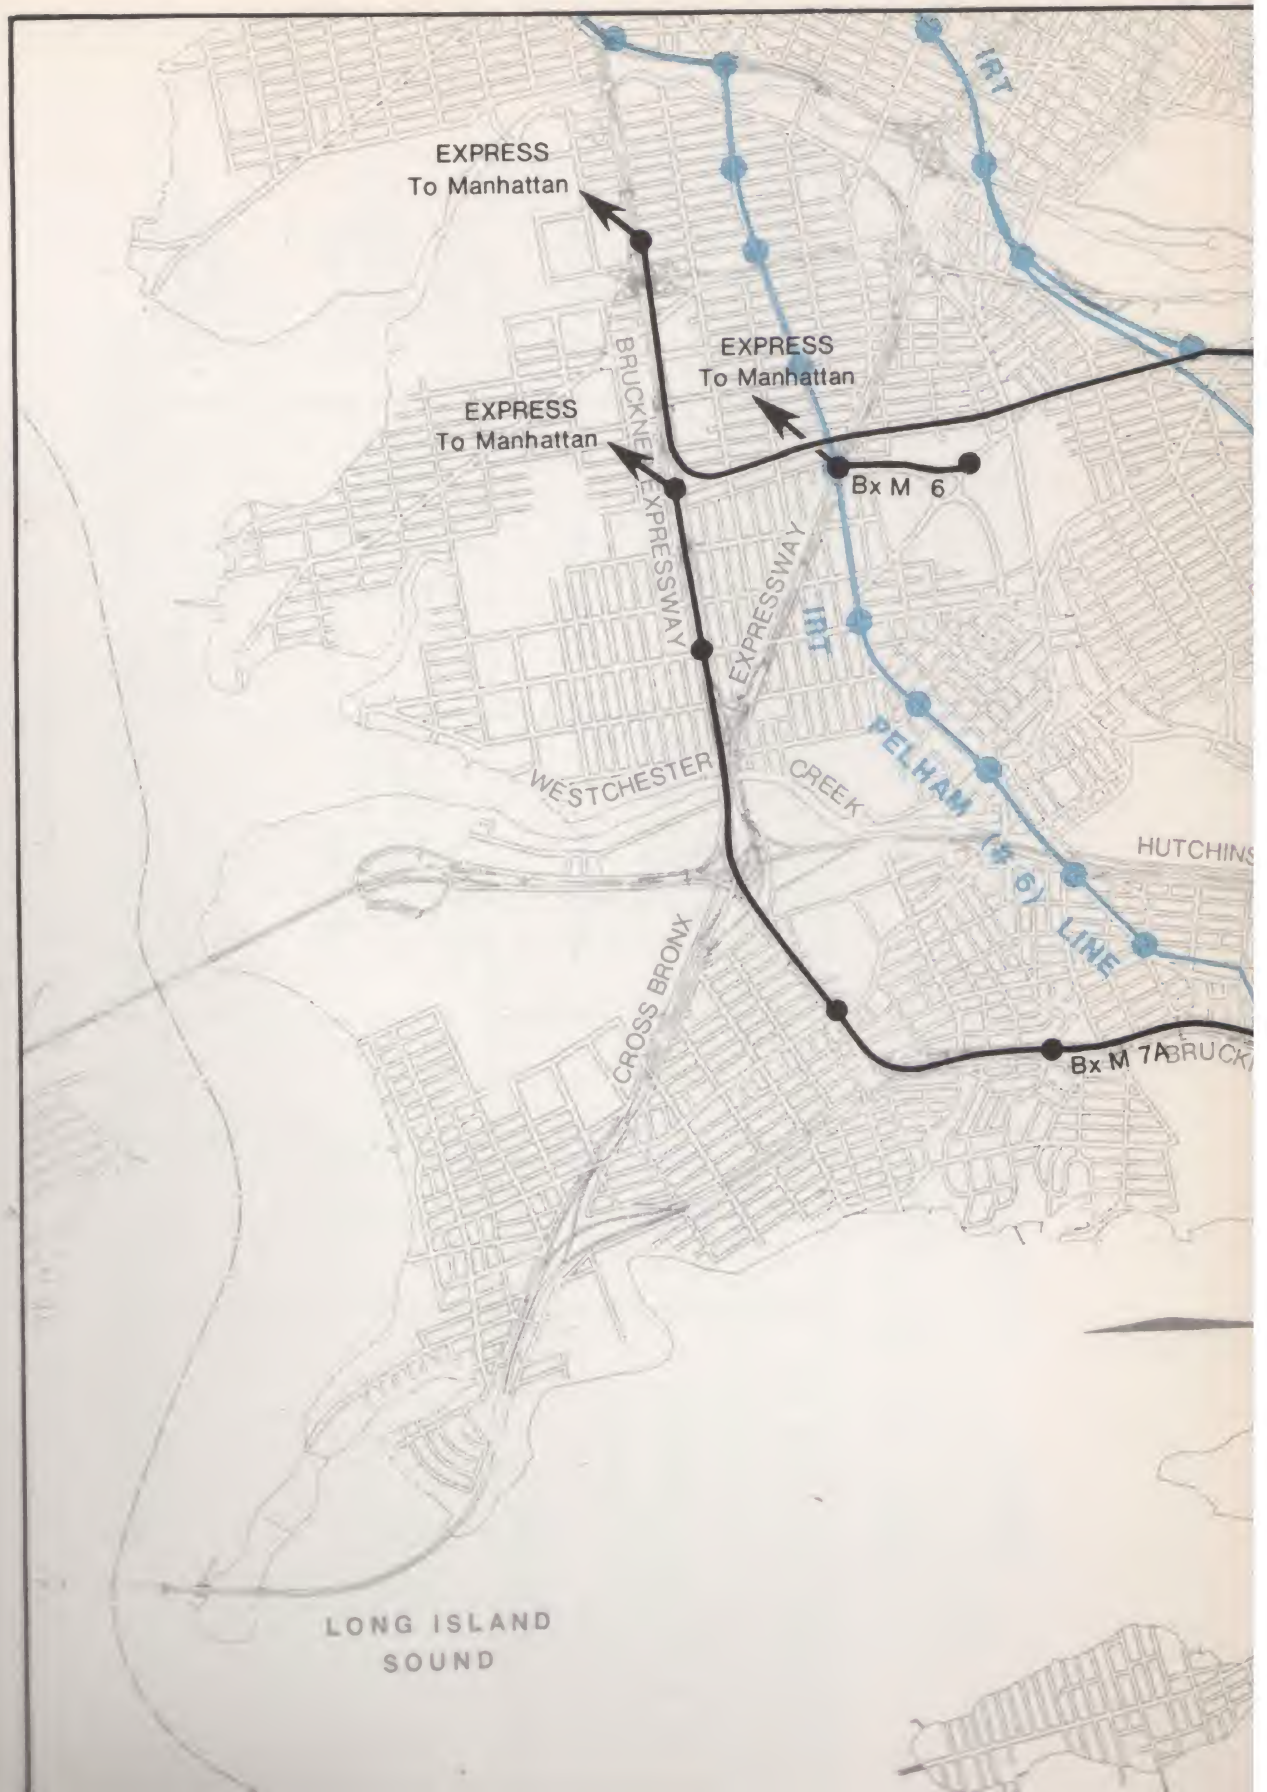 IRT
EXPRESS
To Manhattan
EXPRESS
To Manhattan
EXPRESS
To Manhattan
BRUCKNER EXPRESSWAY
Bx M 6
EXPRESSWAY
IRT
PELHAM (# 6) LINE
WESTCHESTER CREEK
HUTCHINS
CROSS BRONX
Bx M 7A
BRUCK
LONG ISLAND
SOUND